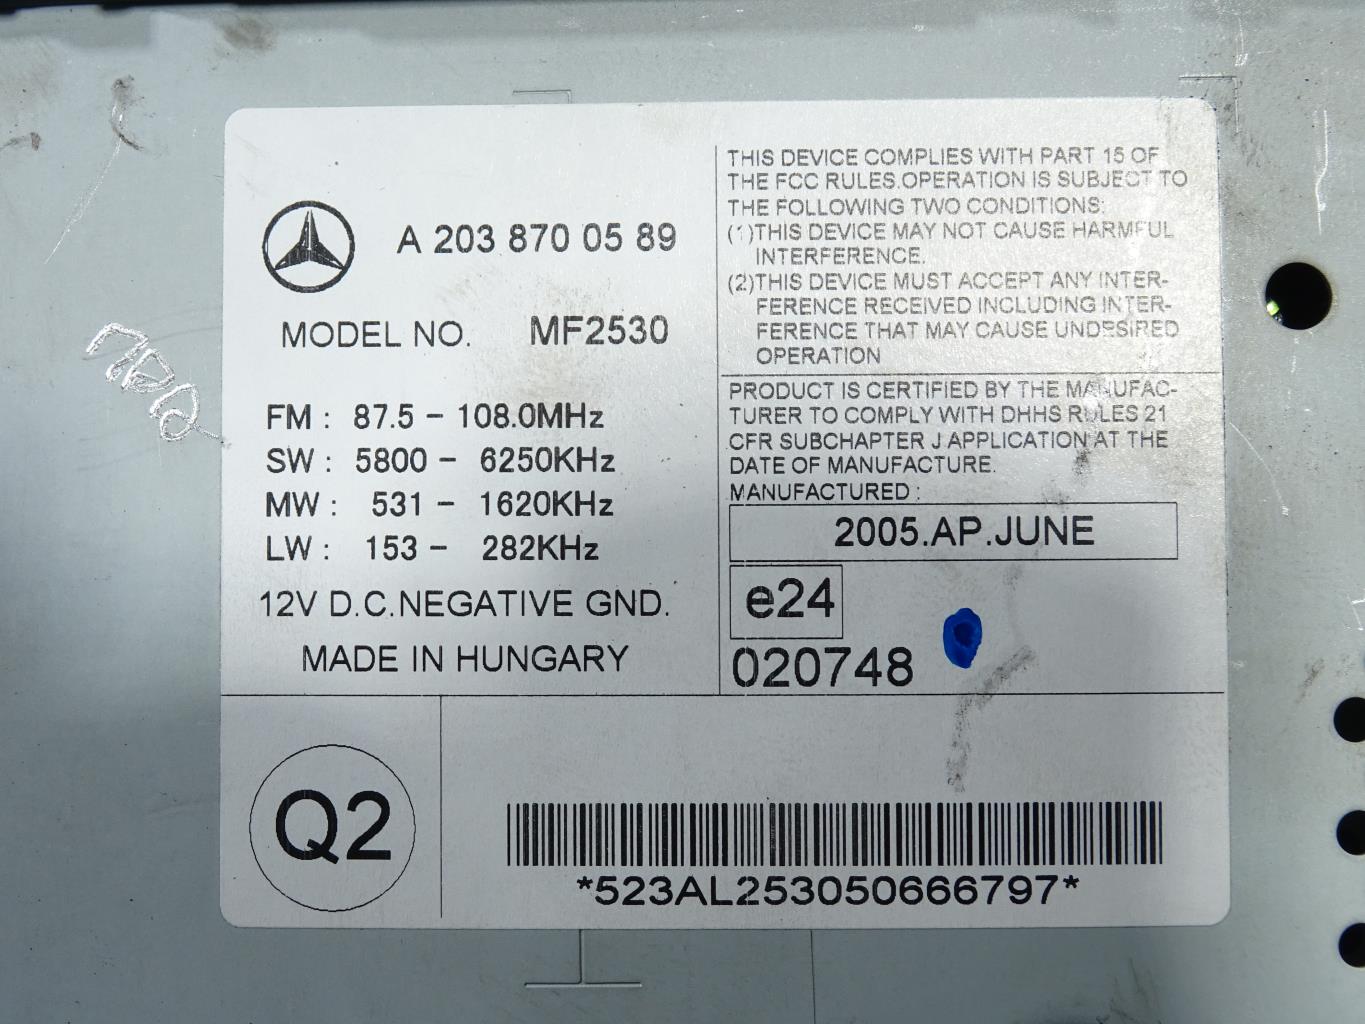 A 203 870 05 89
MODEL NO. MF2530
FM : 87.5 - 108.0MHz
SW : 5800 - 6250KHz
MW : 531 - 1620KHz
LW : 153 - 282KHz
12V D.C.NEGATIVE GND.
MADE IN HUNGARY
THIS DEVICE COMPLIES WITH PART 15 OF
THE FCC RULES.OPERATION IS SUBJECT TO
THE FOLLOWING TWO CONDITIONS:
(1)THIS DEVICE MAY NOT CAUSE HARMFUL
INTERFERENCE.
(2)THIS DEVICE MUST ACCEPT ANY INTER-
FERENCE RECEIVED INCLUDING INTER-
FERENCE THAT MAY CAUSE UNDESIRED
OPERATION
PRODUCT IS CERTIFIED BY THE MANUFAC-
TURER TO COMPLY WITH DHHS RULES 21
CFR SUBCHAPTER J APPLICATION AT THE
DATE OF MANUFACTURE.
MANUFACTURED :
2005.AP.JUNE
e24
020748
Q2
*523AL253050666797*